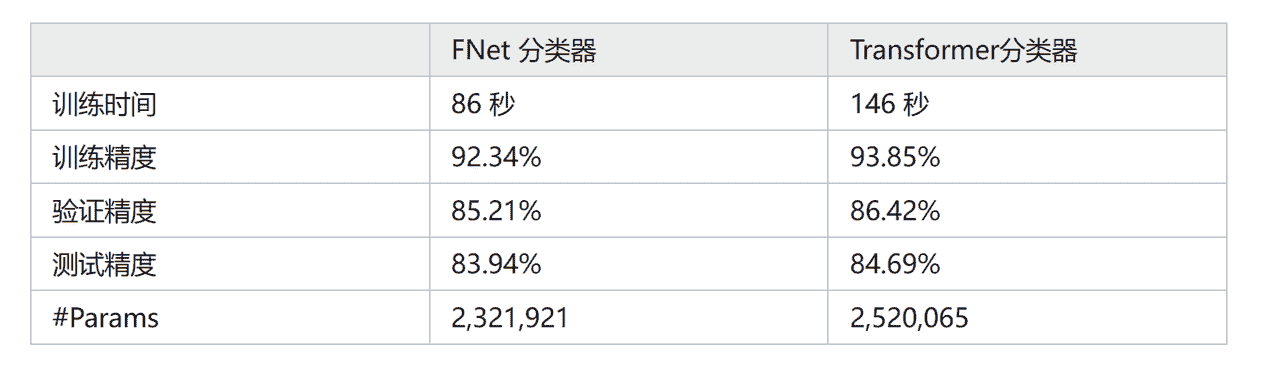 FNet 分类器 Transformer分类器
训练时间 86 秒 146 秒
训练精度 92.34% 93.85%
验证精度 85.21% 86.42%
测试精度 83.94% 84.69%
#Params 2,321,921 2,520,065